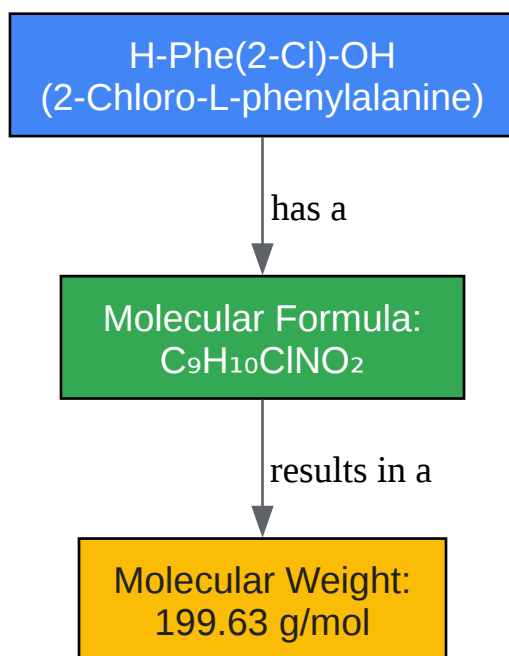 H-Phe(2-Cl)-OH
(2-Chloro-L-phenylalanine)
has a
Molecular Formula:
C₉H₁₀ClNO₂
results in a
Molecular Weight:
199.63 g/mol